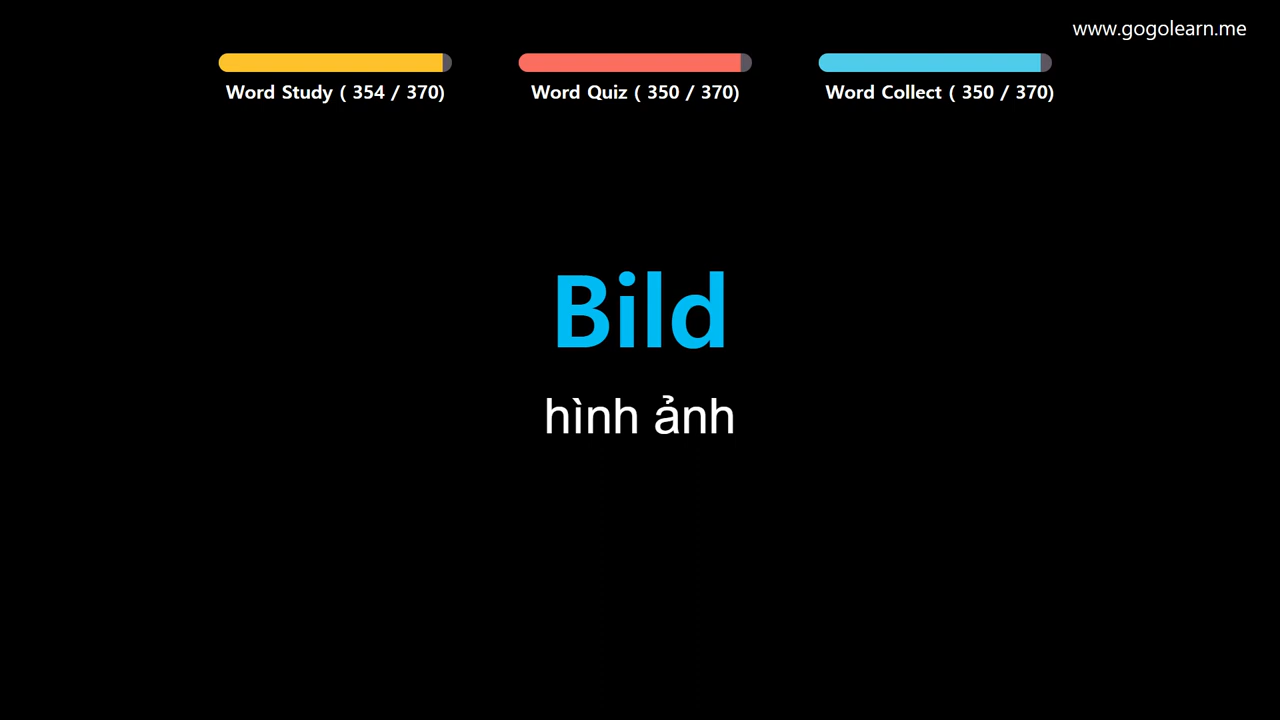 www.gogolearn.me
Word Study ( 354 / 370)
Word Quiz ( 350 / 370)
Word Collect ( 350 / 370)
Bild
hình ảnh